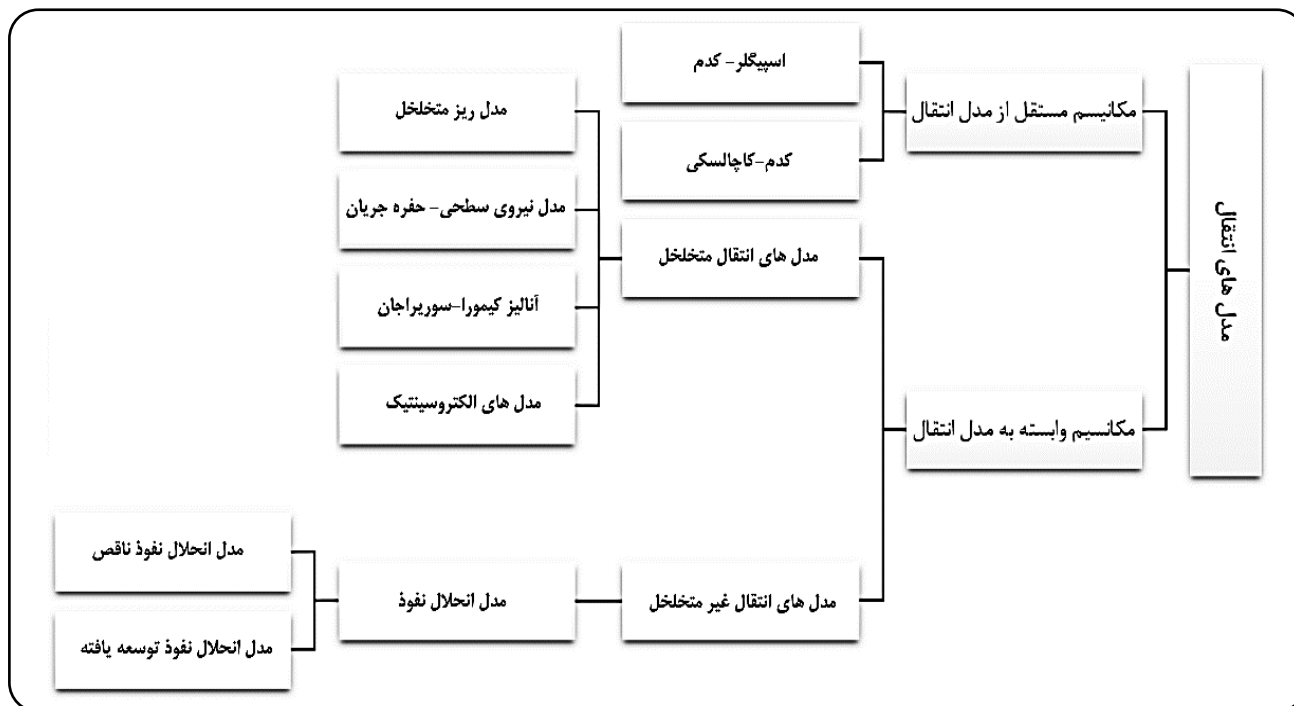 مدل های انتقال
مکانیسم مستقل از مدل انتقال
اسپیگلر- کدم
کدم-کاچالسکی
مکانسیم وابسته به مدل انتقال
مدل های انتقال متخلخل
مدل ریز متخلخل
مدل نیروی سطحی- حفره جریان
آنالیز کیمورا-سوریراجان
مدل های الکتروسینتیک
مدل های انتقال غیر متخلخل
مدل انحلال نفوذ
مدل انحلال نفوذ ناقص
مدل انحلال نفوذ توسعه یافته